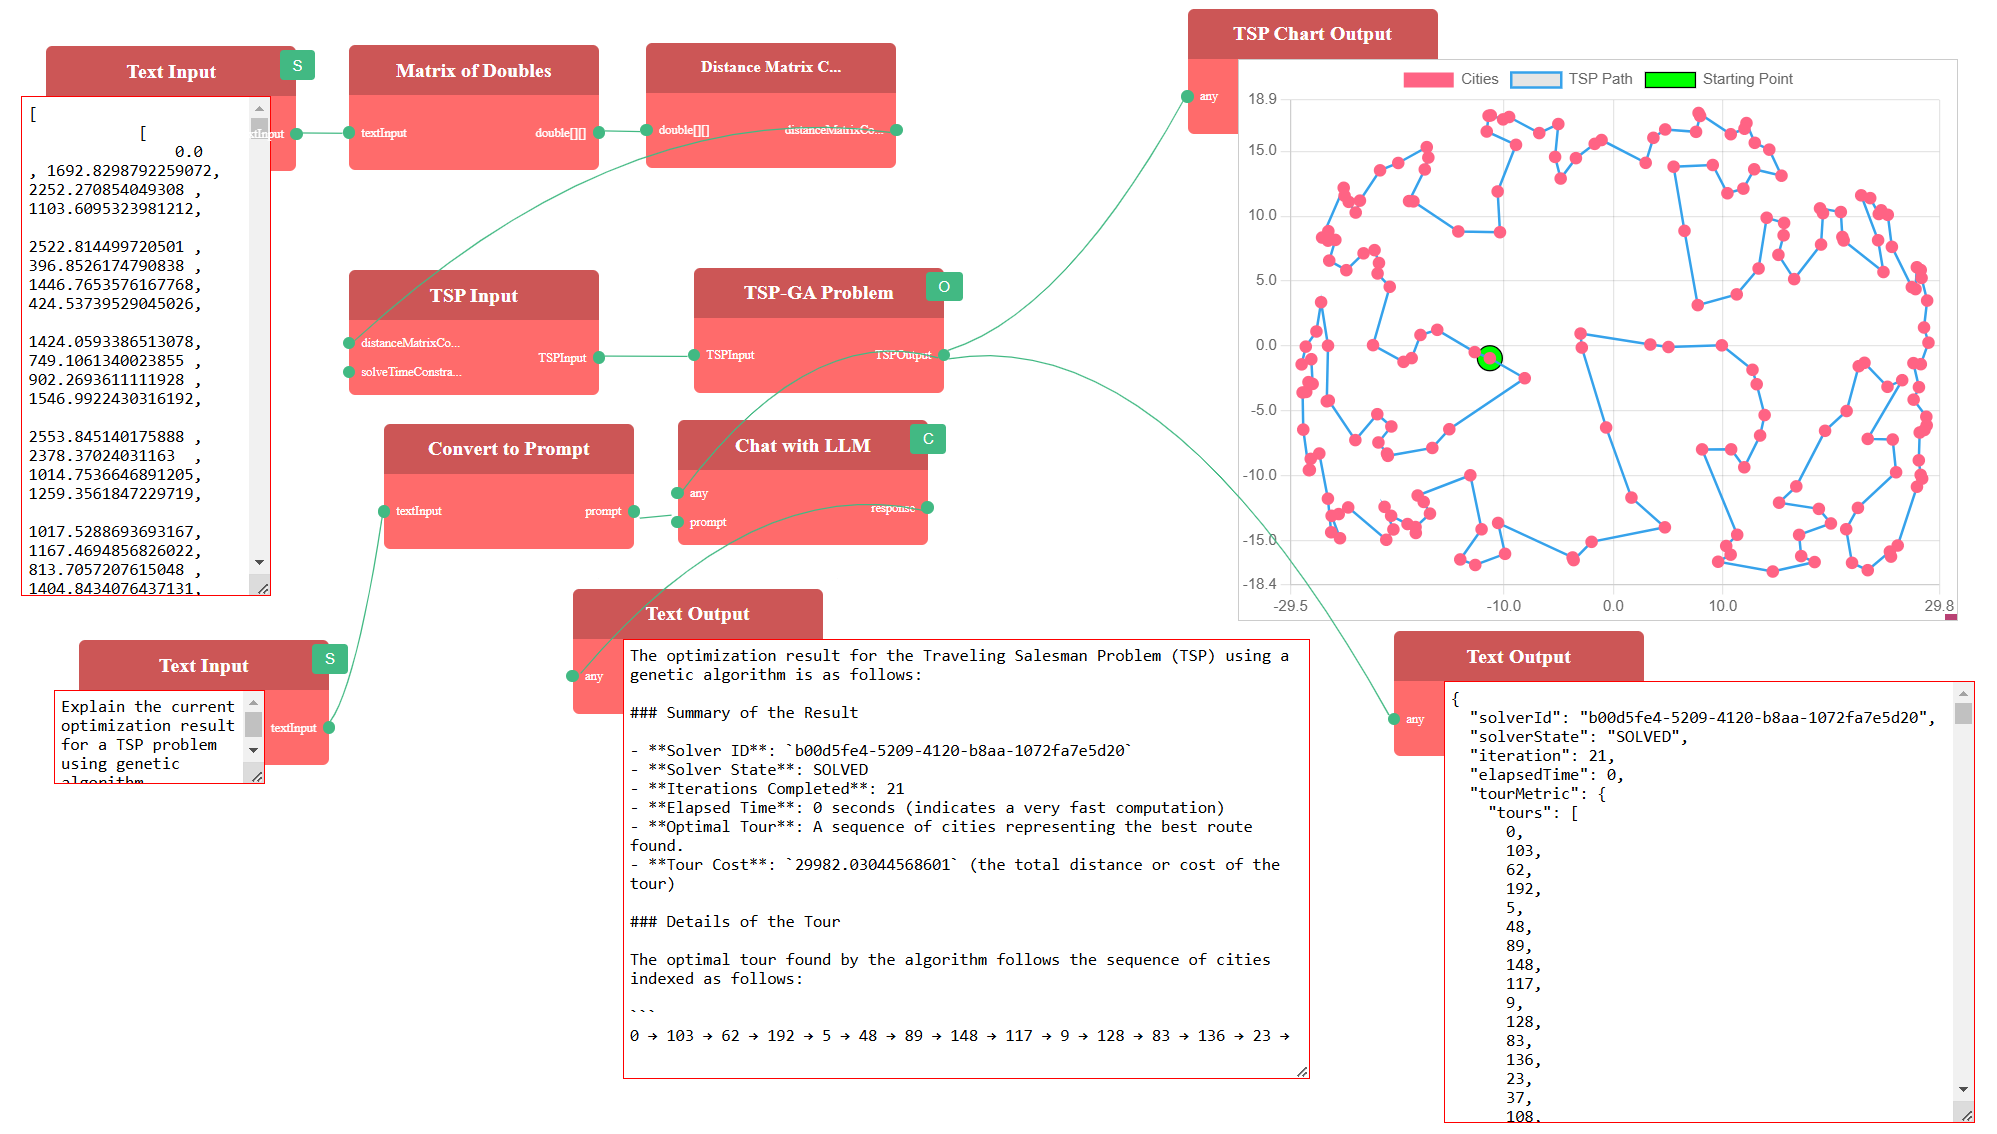 Text Input
S
[
[
0.0
, 1692.8298792259072,
2252.270854049308 ,
1103.6095323981212,
2522.814499720501 ,
396.8526174790838 ,
1446.7653576167768,
424.53739529045026,
1424.0593386513078,
749.1061340023855 ,
902.2693611111928 ,
1546.9922430316192,
2553.845140175888 ,
2378.37024031163 ,
1014.7536646891205,
1259.3561847229719,
1017.5288693693167,
1167.4694856826022,
813.7057207615048 ,
1404.8434076437131,
Matrix of Doubles
textInput
double[][]
Distance Matrix C...
double[][]
distanceMatrixCo...
TSP Input
distanceMatrixCo...
solveTimeConstra...
TSPInput
TSP-GA Problem
O
TSPInput
TSPOutput
Convert to Prompt
textInput
prompt
Chat with LLM
C
any
prompt
response
Text Input
S
textInput
Explain the current
optimization result
for a TSP problem
using genetic
algorithm
Text Output
any
The optimization result for the Traveling Salesman Problem (TSP) using a
genetic algorithm is as follows:
### Summary of the Result
- **Solver ID**: `b00d5fe4-5209-4120-b8aa-1072fa7e5d20`
- **Solver State**: SOLVED
- **Iterations Completed**: 21
- **Elapsed Time**: 0 seconds (indicates a very fast computation)
- **Optimal Tour**: A sequence of cities representing the best route
found.
- **Tour Cost**: `29982.03044568601` (the total distance or cost of the
tour)
### Details of the Tour
The optimal tour found by the algorithm follows the sequence of cities
indexed as follows:
```
0 → 103 → 62 → 192 → 5 → 48 → 89 → 148 → 117 → 9 → 128 → 83 → 136 → 23 →
TSP Chart Output
any
Cities
TSP Path
Starting Point
18.9
15.0
10.0
5.0
0.0
-5.0
-10.0
-15.0
-18.4
-29.5
-10.0
0.0
10.0
29.8
Text Output
any
{
"solverId": "b00d5fe4-5209-4120-b8aa-1072fa7e5d20",
"solverState": "SOLVED",
"iteration": 21,
"elapsedTime": 0,
"tourMetric": {
"tours": [
0,
103,
62,
192,
5,
48,
89,
148,
117,
9,
128,
83,
136,
23,
37,
108,